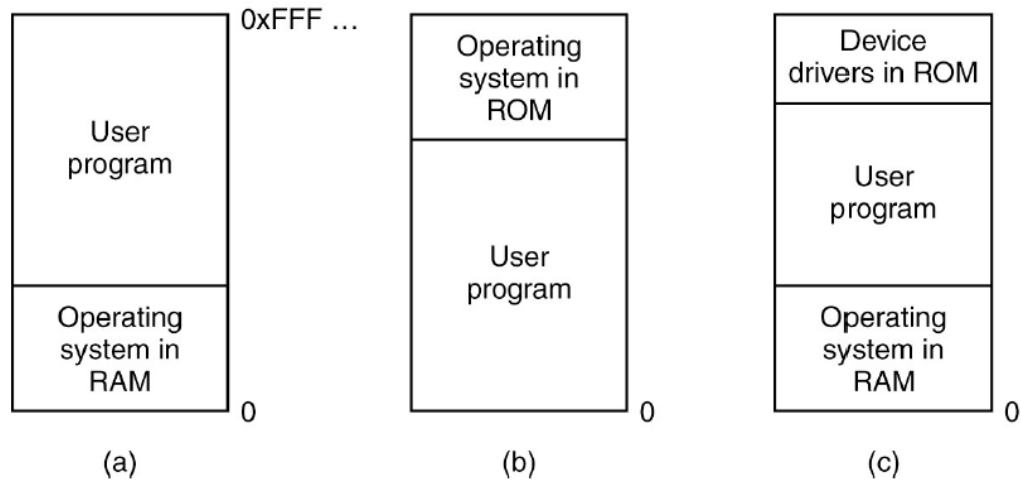 0xFFF ...
User
program
Operating
system in
RAM
0
(a)
Operating
system in
ROM
User
program
0
(b)
Device
drivers in ROM
User
program
Operating
system in
RAM
0
(c)